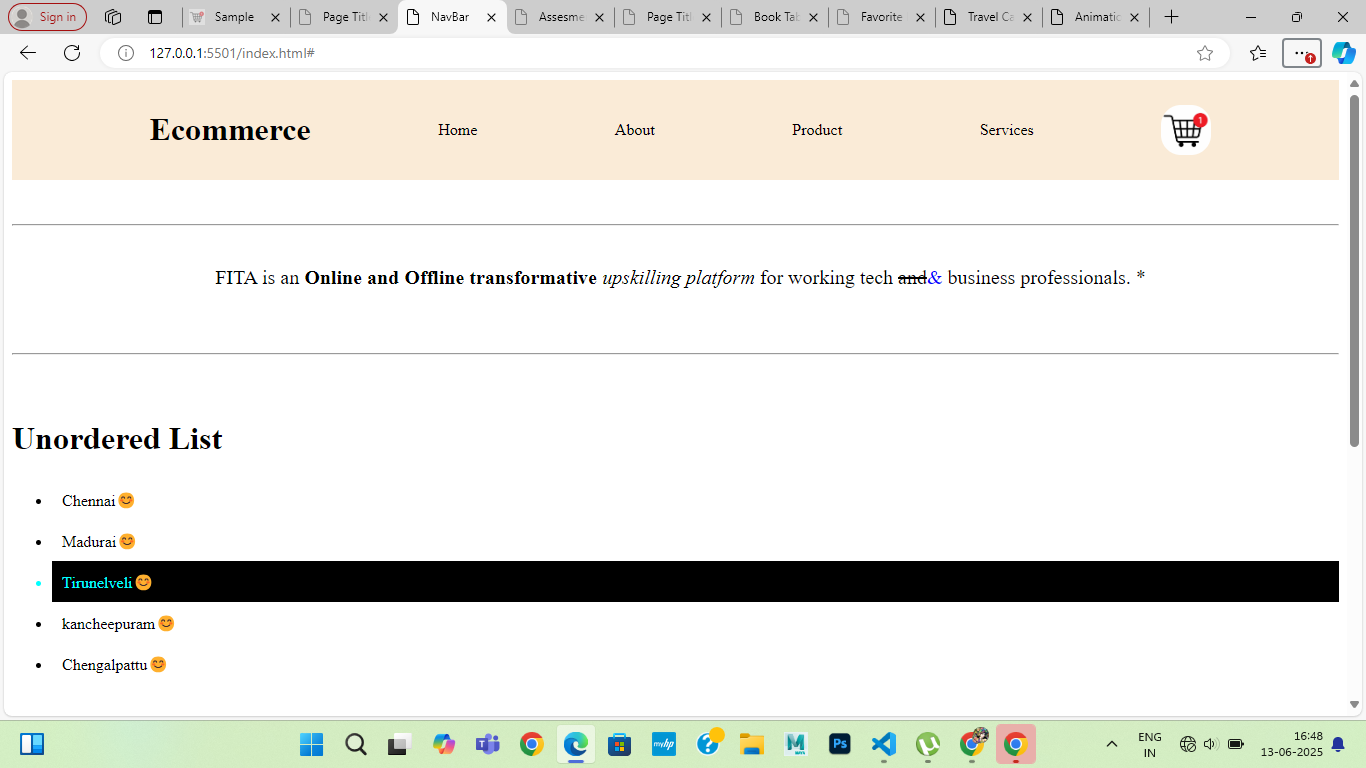 Sign in
Sample
Page Titl
NavBar
Assesme
Page Titl
Book Tab
Favorite
Travel Ca
Animatic
127.0.0.1:5501/index.html#
Ecommerce Home About Product Services 1
FITA is an Online and Offline transformative upskilling platform for working tech and& business professionals. *
Unordered List
Chennai😊
Madurai😊
Tirunelveli😊
kancheepuram😊
Chengalpattu😊
myhp
?
M
Ps
ENG
IN
16:48
13-06-2025